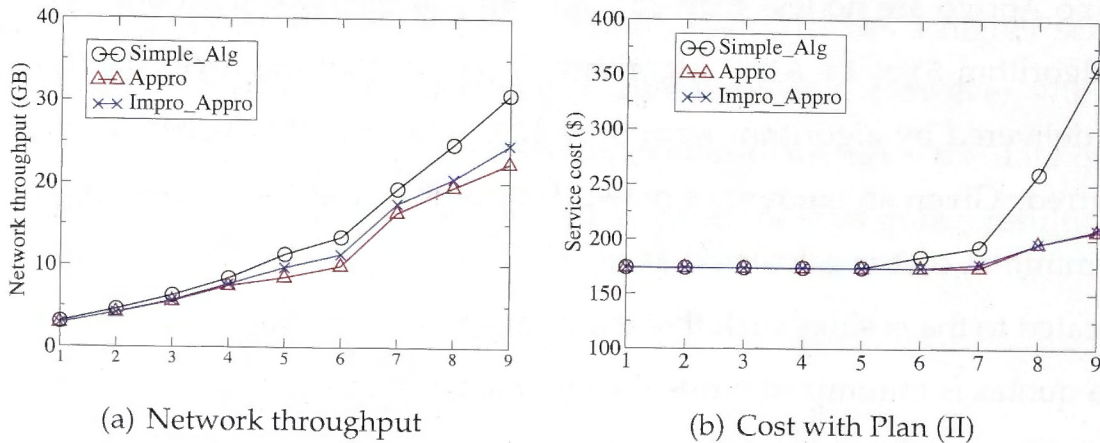 Simple_Alg
Appro
Impro_Appro
Network throughput (GB)
40
30
20
10
0
1 2 3 4 5 6 7 8 9
(a) Network throughput
Simple_Alg
Appro
Impro_Appro
Service cost ($)
400
350
300
250
200
150
100
1 2 3 4 5 6 7 8 9
(b) Cost with Plan (II)